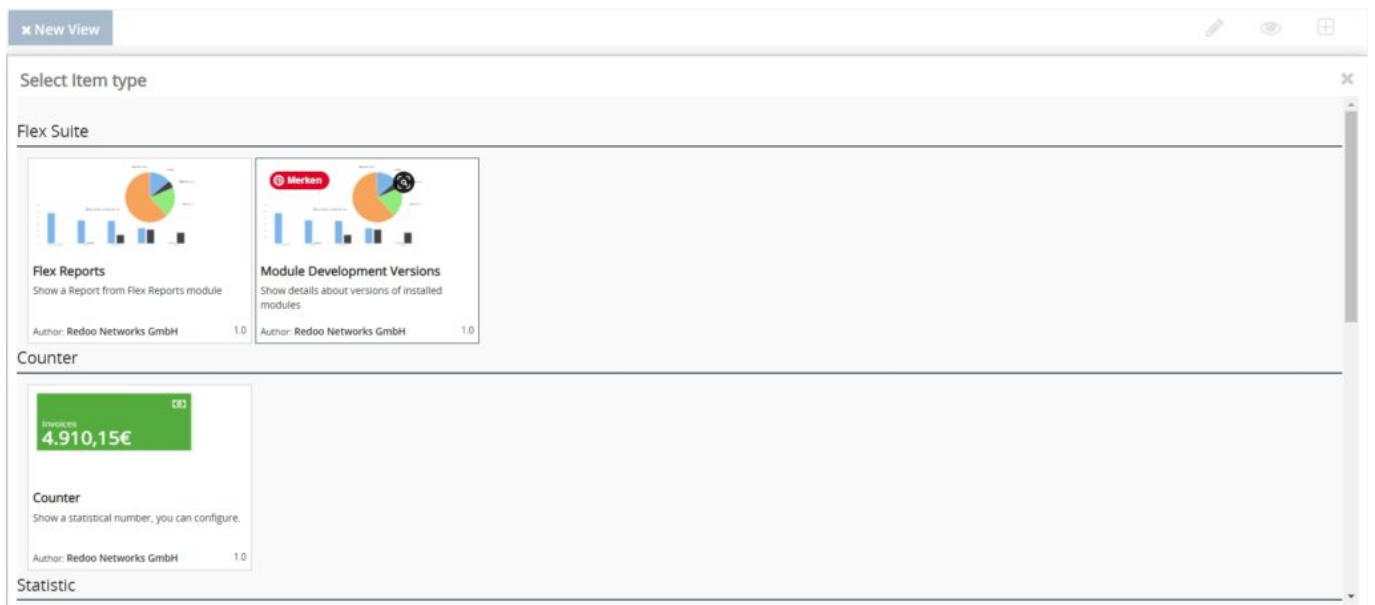 × New View
Select Item type
Flex Suite
Merken
Flex Reports
Show a Report from Flex Reports module
Author: Redoo Networks GmbH 1.0
Module Development Versions
Show details about versions of installed
modules
Author: Redoo Networks GmbH 1.0
Counter
Invoices
4.910,15€
Counter
Show a statistical number, you can configure.
Author: Redoo Networks GmbH 1.0
Statistic